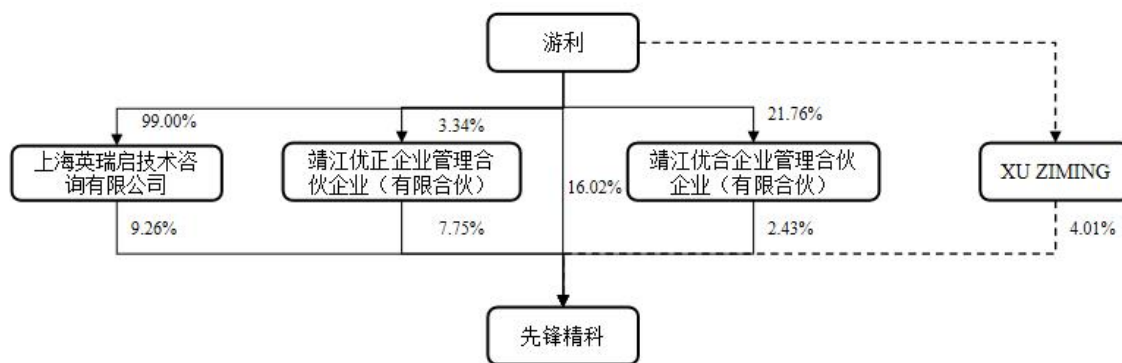 游利
99.00%
3.34%
21.76%
上海英瑞启技术咨
询有限公司
靖江优正企业管理合
伙企业（有限合伙）
16.02%
靖江优合企业管理合伙
企业（有限合伙）
XU ZIMING
9.26%
7.75%
2.43%
4.01%
先锋精科